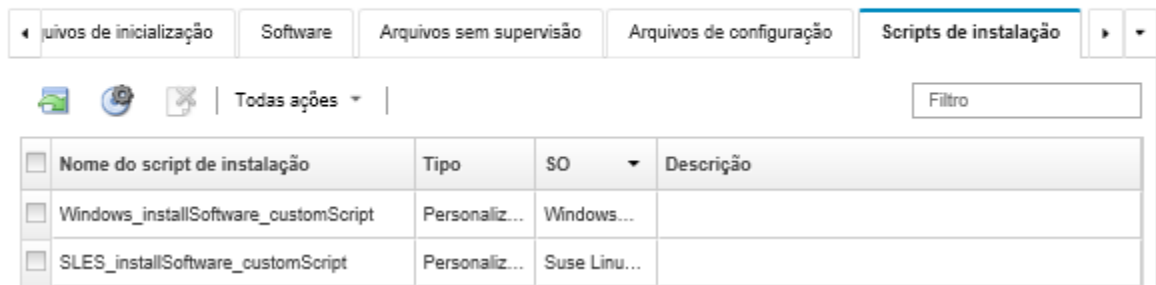 uivos de inicialização Software Arquivos sem supervisão Arquivos de configuração Scripts de instalação
Todas ações Filtro
Nome do script de instalação Tipo SO Descrição
Windows_installSoftware_customScript Personaliz... Windows...
SLES_installSoftware_customScript Personaliz... Suse Linu...